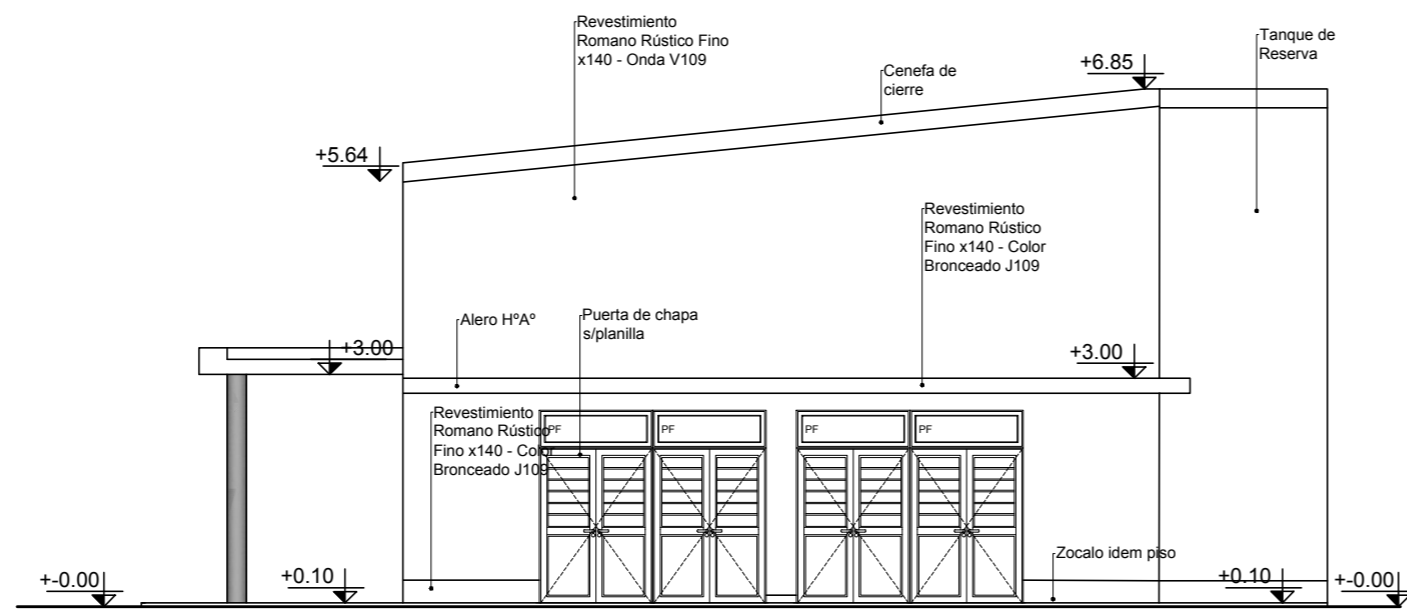 Revestimiento
Romano Rústico Fino
x140 - Onda V109
Tanque de
Reserva
+6.85
Cenefa de
cierre
+5.64
Revestimiento
Romano Rústico
Fino x140 - Color
Bronceado J109
Alero HºAº
Puerta de chapa
s/planilla
+3.00
+3.00
Revestimiento
Romano Rústico
Fino x140 - Color
Bronceado J109
PF
PF
PF
PF
Zocalo idem piso
+-0.00
+0.10
+0.10
+-0.00